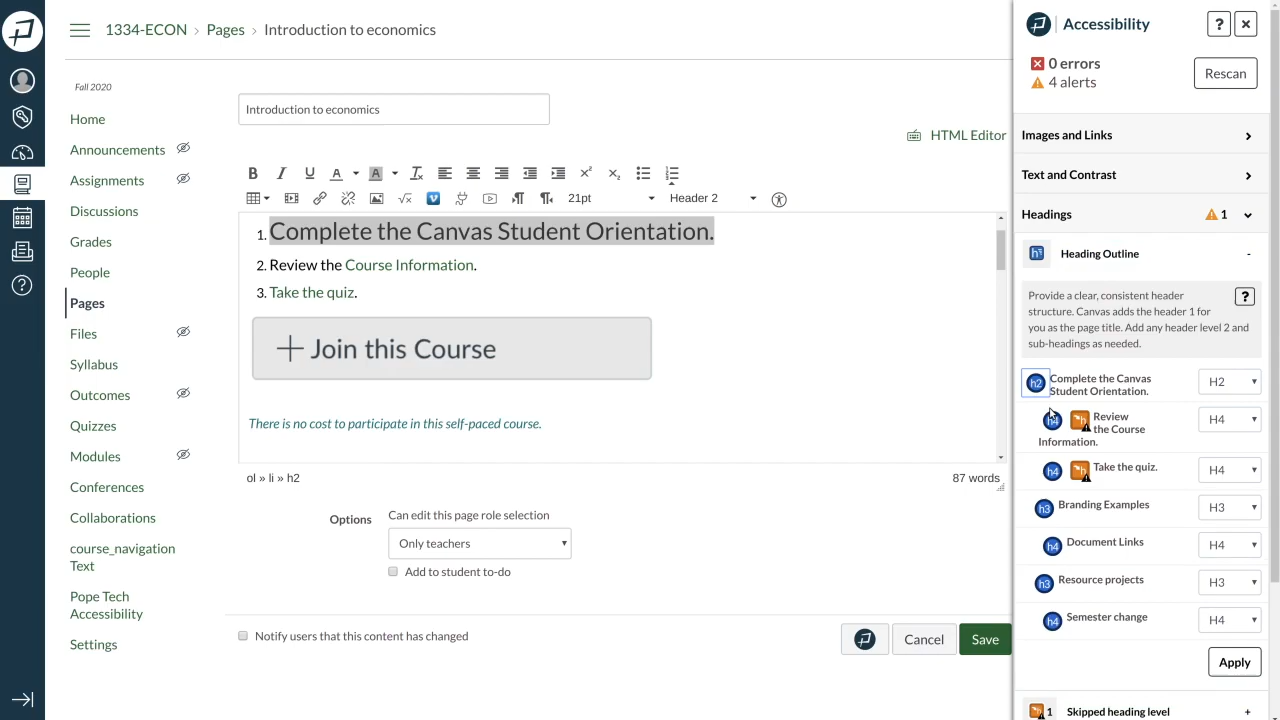 1334-ECON › Pages › Introduction to economics
Fall 2020
Home
Announcements
Assignments
Discussions
Grades
People
Pages
Files
Syllabus
Outcomes
Quizzes
Modules
Conferences
Collaborations
course_navigation
Text
Pope Tech
Accessibility
Settings
Introduction to economics
HTML Editor
B I U A A
21pt Header 2
1. Complete the Canvas Student Orientation.
2. Review the Course Information.
3. Take the quiz.
Join this Course
There is no cost to participate in this self-paced course.
ol » li » h2
87 words
Options
Can edit this page role selection
Only teachers
Add to student to-do
Notify users that this content has changed
Cancel
Save
Accessibility
?
0 errors
4 alerts
Rescan
Images and Links
Text and Contrast
Headings 1
Heading Outline -
Provide a clear, consistent header
structure. Canvas adds the header 1 for
you as the page title. Add any header level 2 and
sub-headings as needed.
?
h2 Complete the Canvas
Student Orientation.
H2
h4 Review
the Course
Information.
H4
h4 Take the quiz. H4
h3 Branding Examples H3
h4 Document Links H4
h3 Resource projects H3
h4 Semester change H4
Apply
1 Skipped heading level +